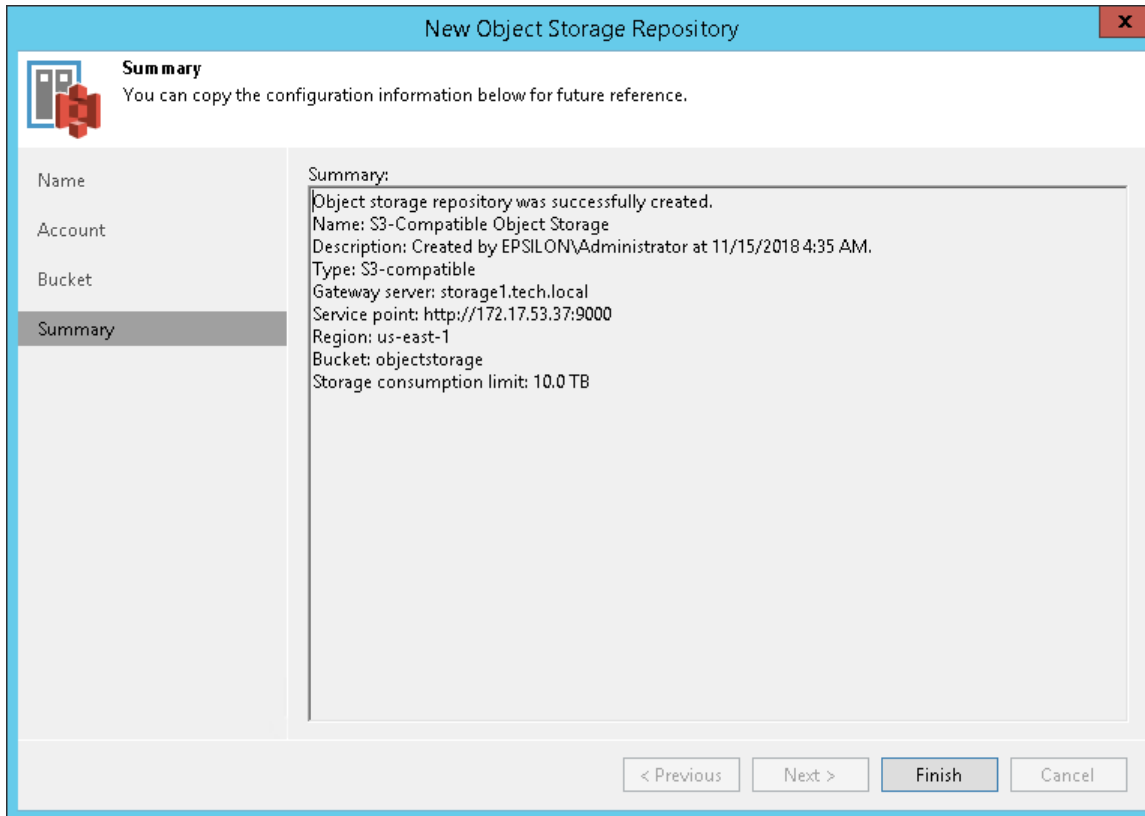 New Object Storage Repository
x
Summary
You can copy the configuration information below for future reference.
Name
Account
Bucket
Summary
Summary:
Object storage repository was successfully created.
Name: S3-Compatible Object Storage
Description: Created by EPSILON\Administrator at 11/15/2018 4:35 AM.
Type: S3-compatible
Gateway server: storage1.tech.local
Service point: http://172.17.53.37:9000
Region: us-east-1
Bucket: objectstorage
Storage consumption limit: 10.0 TB
< Previous
Next >
Finish
Cancel